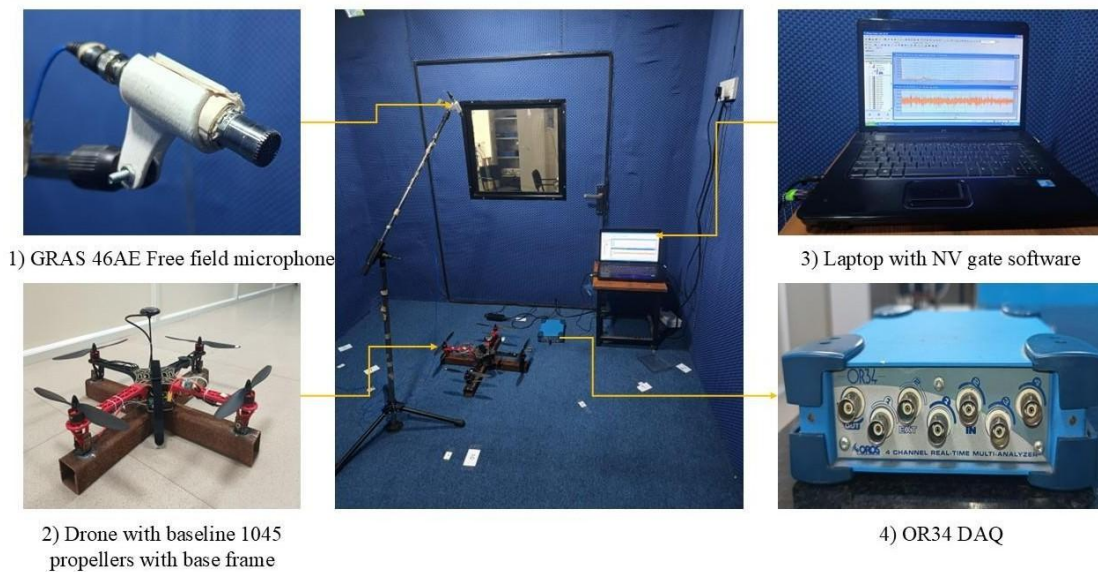 1) GRAS 46AE Free field microphone
3) Laptop with NV gate software
2) Drone with baseline 1045
propellers with base frame
OR34
OUT
EXT
IN
OROS 4 CHANNEL REAL-TIME MULTI-ANALYZER
4) OR34 DAQ